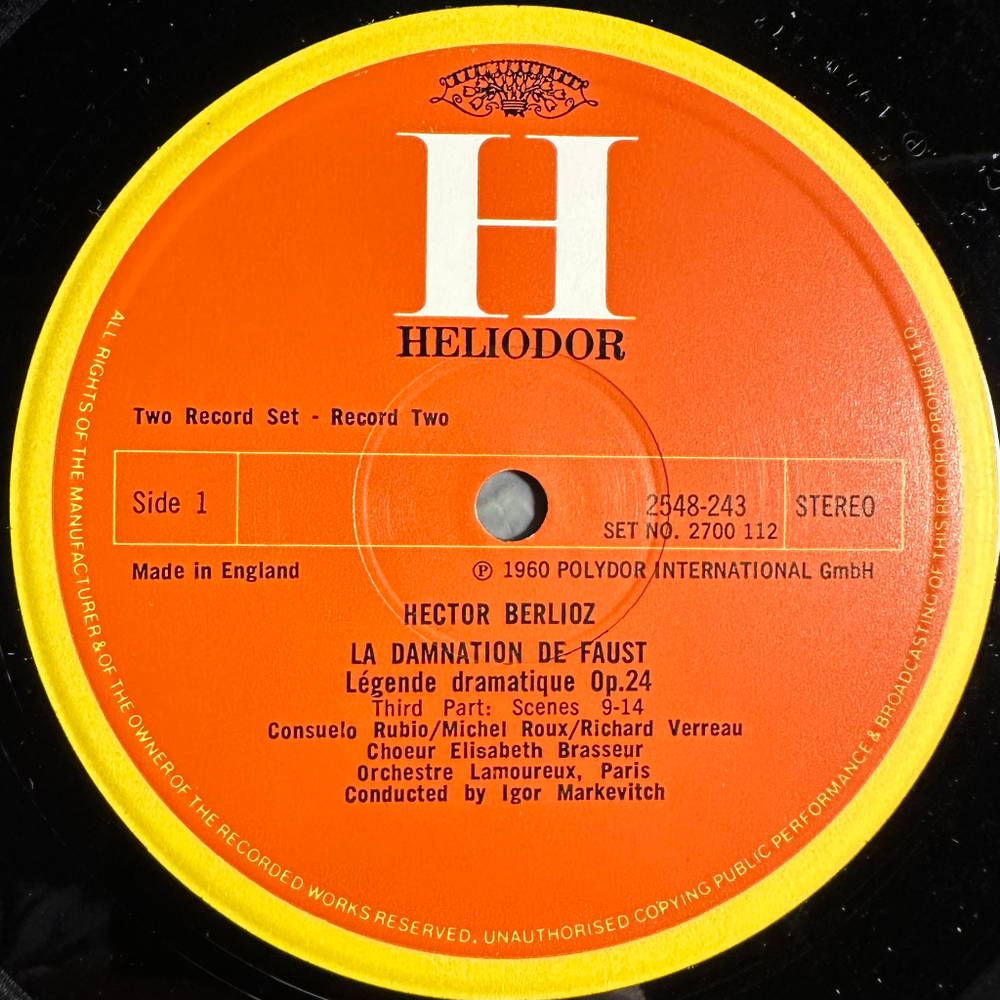 H
HELIODOR
Two Record Set - Record Two
Side 1
2548-243
SET NO. 2700 112
STEREO
Made in England
℗ 1960 POLYDOR INTERNATIONAL GmbH
HECTOR BERLIOZ
LA DAMNATION DE FAUST
Légende dramatique Op.24
Third Part: Scenes 9-14
Consuelo Rubio/Michel Roux/Richard Verreau
Choeur Elisabeth Brasseur
Orchestre Lamoureux, Paris
Conducted by Igor Markevitch
ALL RIGHTS OF THE MANUFACTURER & OF THE OWNER OF THE RECORDED WORKS RESERVED. UNAUTHORISED COPYING PUBLIC PERFORMANCE & BROADCASTING OF THIS RECORD PROHIBITED.